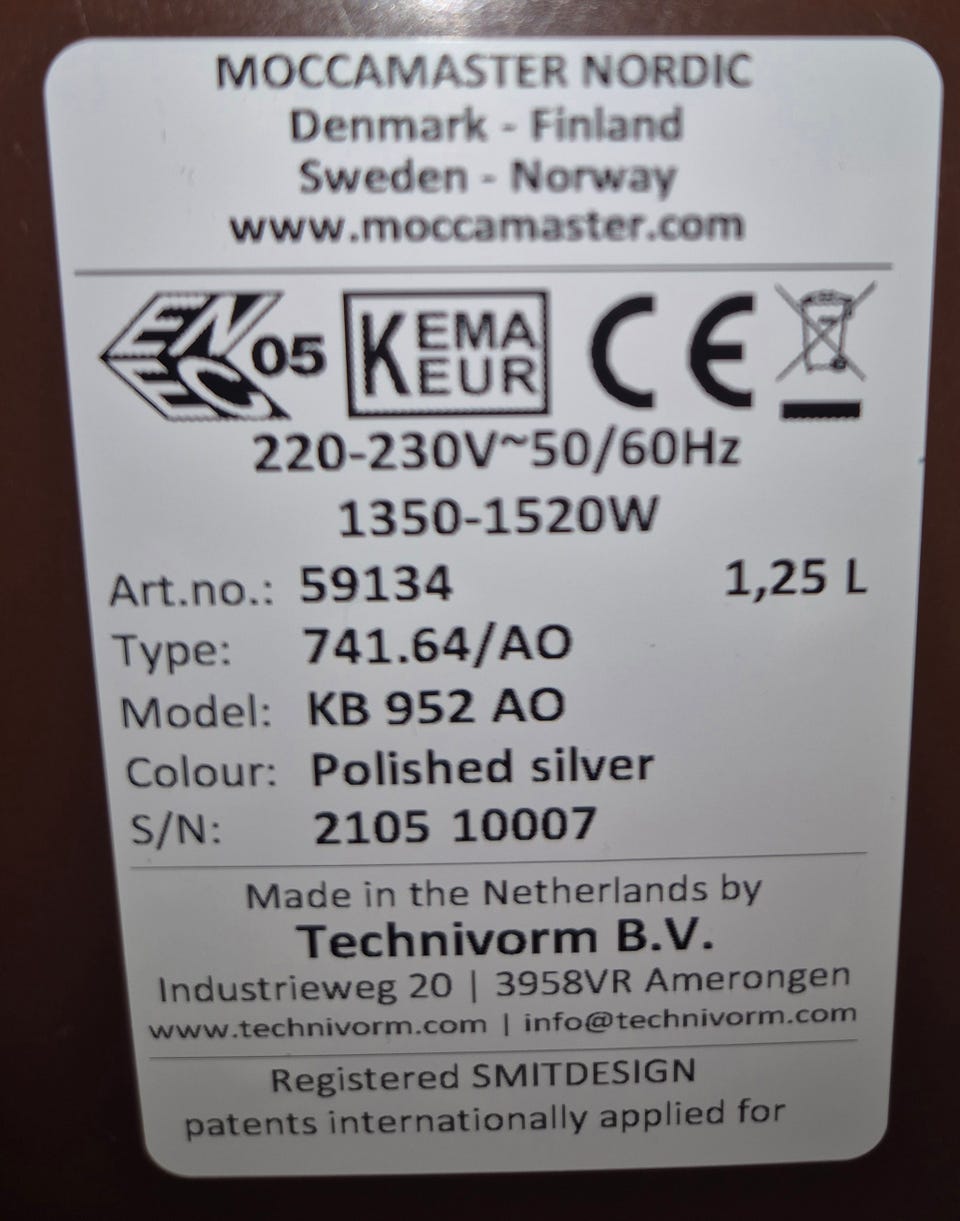 MOCCAMASTER NORDIC
Denmark - Finland
Sweden - Norway
www.moccamaster.com
ENEC 05 KEMA KEUR CE
220-230V~50/60Hz
1350-1520W
Art.no.: 59134 1,25 L
Type: 741.64/AO
Model: KB 952 AO
Colour: Polished silver
S/N: 2105 10007
Made in the Netherlands by
Technivorm B.V.
Industrieweg 20 | 3958VR Amerongen
www.technivorm.com | info@technivorm.com
Registered SMITDESIGN
patents internationally applied for